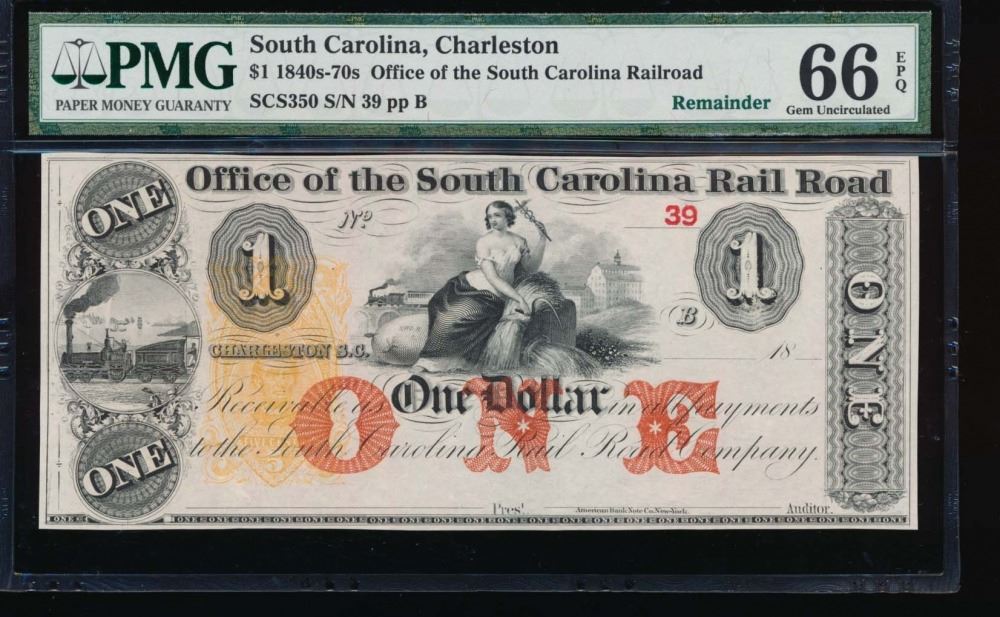 PMG
PAPER MONEY GUARANTY
South Carolina, Charleston
$1 1840s-70s Office of the South Carolina Railroad
SCS350 S/N 39 pp B
Remainder
66 EPQ
Gem Uncirculated
Office of the South Carolina Rail Road
ONE
No
39
1
1
B
ONE
CHARLESTON S.C.
18
Receivable as One Dollar in all payments
ONE
to the South Carolina Rail Road Company.
ONE
Prest.
American Bank Note Co. New-York.
Auditor.